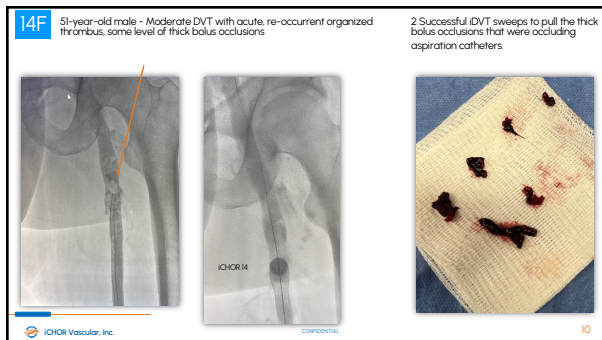 14F
51-year-old male - Moderate DVT with acute, re-occurrent organized
thrombus, some level of thick bolus occlusions
2 Successful iDVT sweeps to pull the thick
bolus occlusions that were occluding
aspiration catheters.
iCHOR 14
iCHOR Vascular, Inc.
CONFIDENTIAL
10